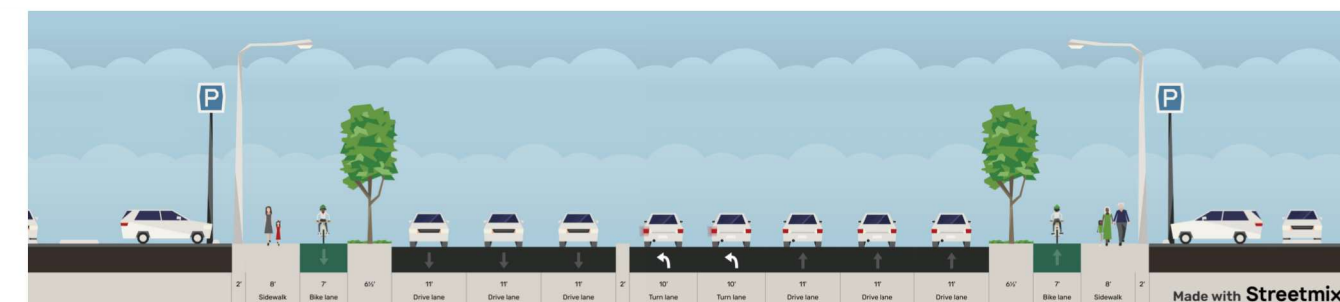 P
P
2' 8' 7' 6½' 11' 11' 11' 2' 10' 10' 11' 11' 11' 6½' 7' 8' 2'
Sidewalk Bike lane Drive lane Drive lane Drive lane Turn lane Turn lane Drive lane Drive lane Drive lane Bike lane Sidewalk
Made with Streetmix